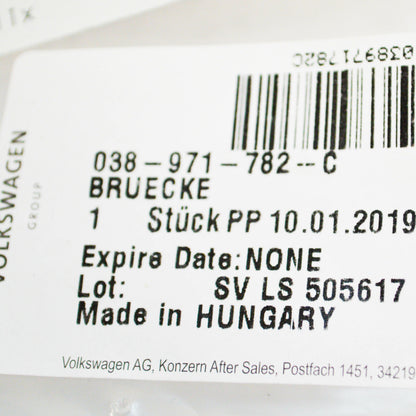 038971782C
038-971-782--C
BRUECKE
1 Stück PP 10.01.2019
Expire Date:NONE
Lot: SV LS 505617
Made in HUNGARY
VOLKSWAGEN
GROUP
Volkswagen AG, Konzern After Sales, Postfach 1451, 34219